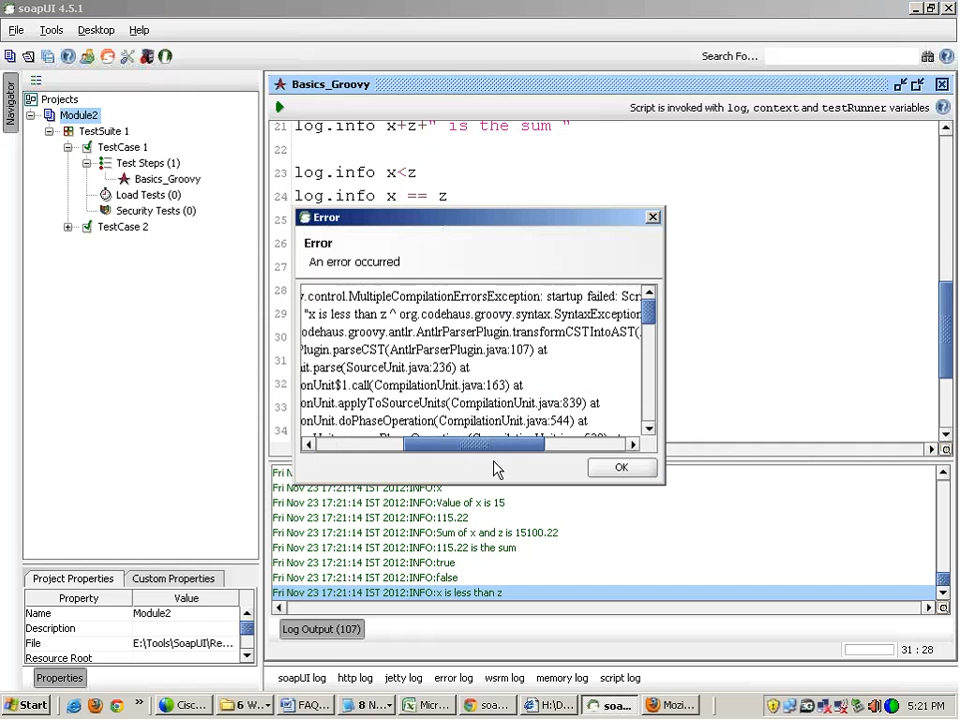 soapUI 4.5.1
File Tools Desktop Help
Search Fo...
Navigator
Projects
Module2
TestSuite 1
TestCase 1
Test Steps (1)
Basics_Groovy
Load Tests (0)
Security Tests (0)
TestCase 2
Basics_Groovy
Script is invoked with log, context and testRunner variables
21 log.info x+z+" is the sum "
22
23 log.info x<z
24 log.info x == z
25
26
27
28
29
30
31
32
33
34
Error
Error
An error occurred
.control.MultipleCompilationErrorsException: startup failed: Scr
"x is less than z ^ org.codehaus.groovy.syntax.SyntaxException
odehaus.groovy.antlr.AntlrParserPlugin.transformCSTIntoAST(
Plugin.parseCST(AntlrParserPlugin.java:107) at
it.parse(SourceUnit.java:236) at
onUnit$1.call(CompilationUnit.java:163) at
onUnit.applyToSourceUnits(CompilationUnit.java:839) at
onUnit.doPhaseOperation(CompilationUnit.java:544) at
OK
Fri Nov 23 17:21:14 IST 2012:INFO:x
Fri Nov 23 17:21:14 IST 2012:INFO:Value of x is 15
Fri Nov 23 17:21:14 IST 2012:INFO:115.22
Fri Nov 23 17:21:14 IST 2012:INFO:Sum of x and z is 15100.22
Fri Nov 23 17:21:14 IST 2012:INFO:115.22 is the sum
Fri Nov 23 17:21:14 IST 2012:INFO:true
Fri Nov 23 17:21:14 IST 2012:INFO:false
Fri Nov 23 17:21:14 IST 2012:INFO:x is less than z
Log Output (107)
31 : 28
Project Properties Custom Properties
Property Value
Name Module2
Description
File E:\Tools\SoapUI\Re...
Resource Root
Properties
soapUI log http log jetty log error log wsrm log memory log script log
Start » Cisc... 6 W... FAQ... 8 N... Micr... soa... H:\D... soa... Mozi... 5:21 PM